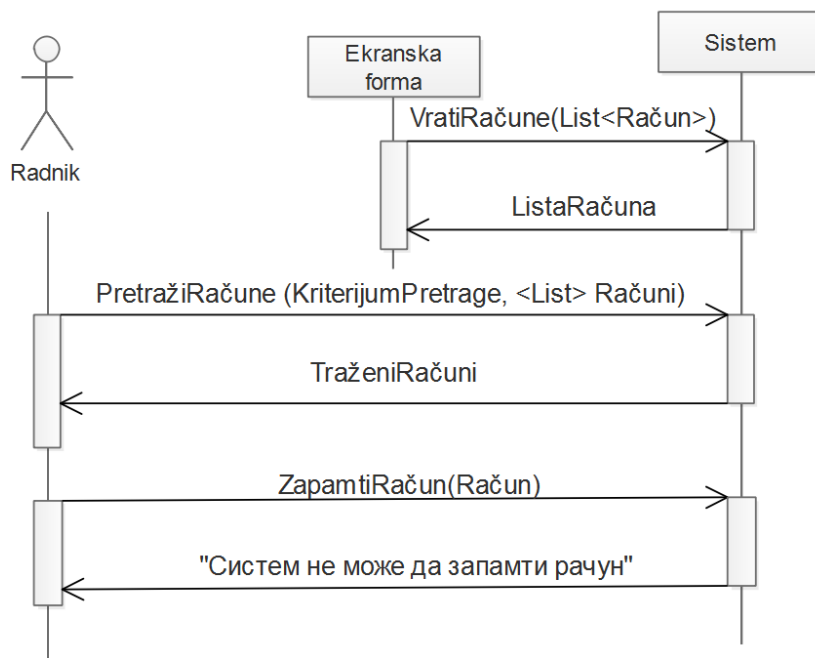 Radnik
Ekranska
forma
Sistem
VratiRačune(List<Račun>)
ListaRačuna
PretražiRačune (KriterijumPretrage, <List> Računi)
TraženiRačuni
ZapamtiRačun(Račun)
"Систем не може да запамти рачун"